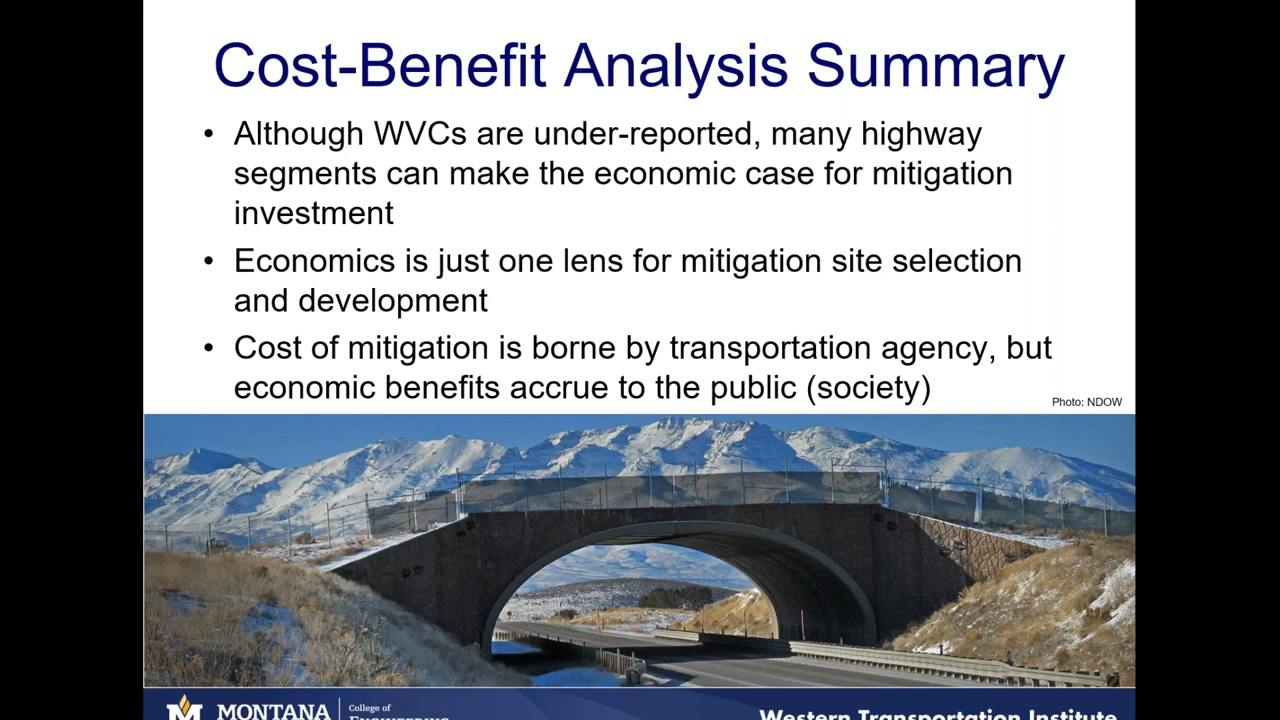 Cost-Benefit Analysis Summary
• Although WVCs are under-reported, many highway
segments can make the economic case for mitigation
investment
• Economics is just one lens for mitigation site selection
and development
• Cost of mitigation is borne by transportation agency, but
economic benefits accrue to the public (society)
Photo: NDOW
M
MONTANA
College of
ENGINEERING
Western Transportation Institute